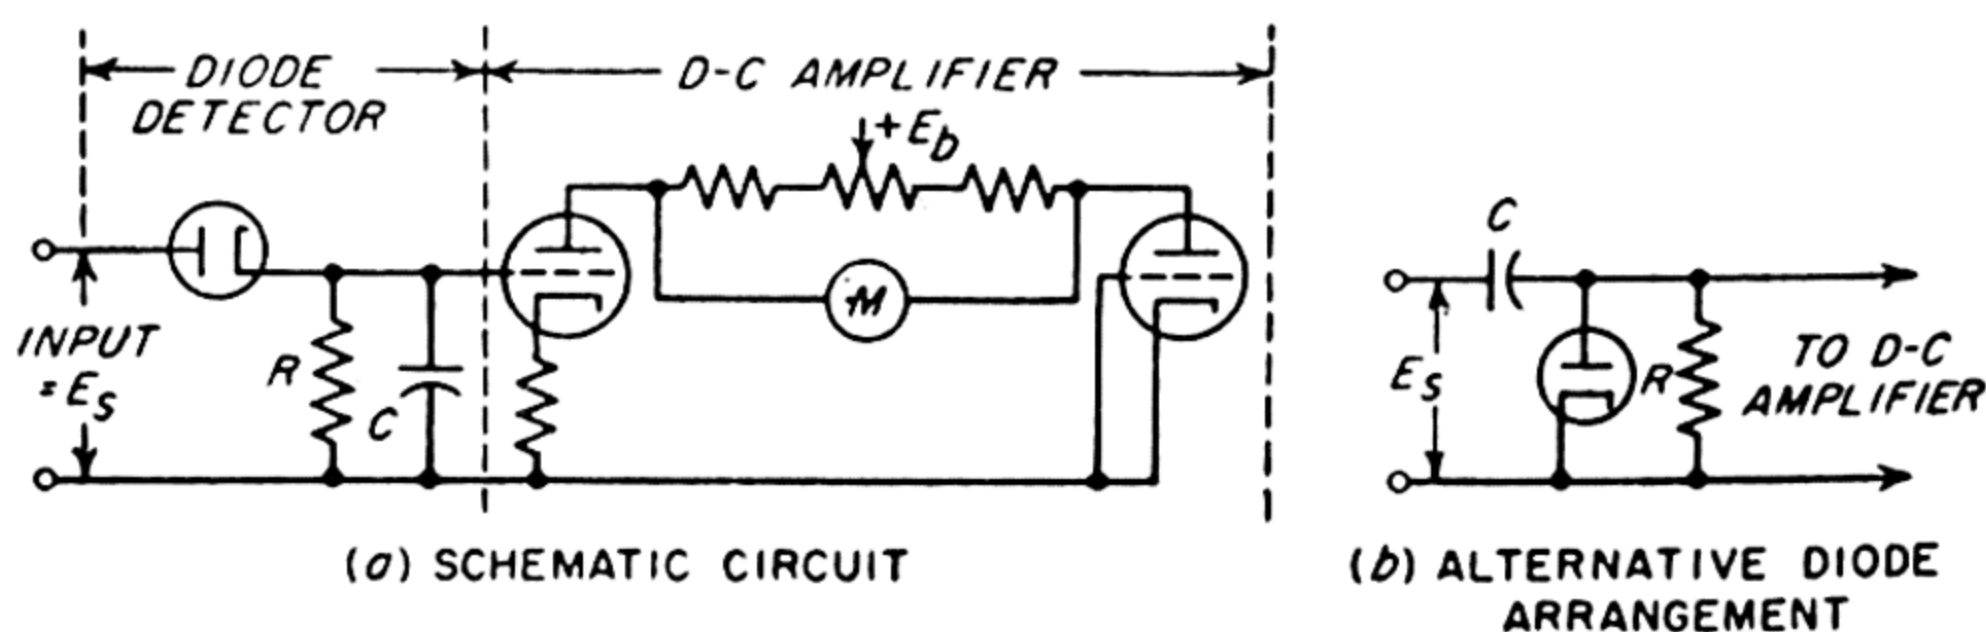 DIODE
DETECTOR
D-C AMPLIFIER
+Eb
INPUT
=Es
R
C
M
(a) SCHEMATIC CIRCUIT
C
Es
R
TO D-C
AMPLIFIER
(b) ALTERNATIVE DIODE
ARRANGEMENT